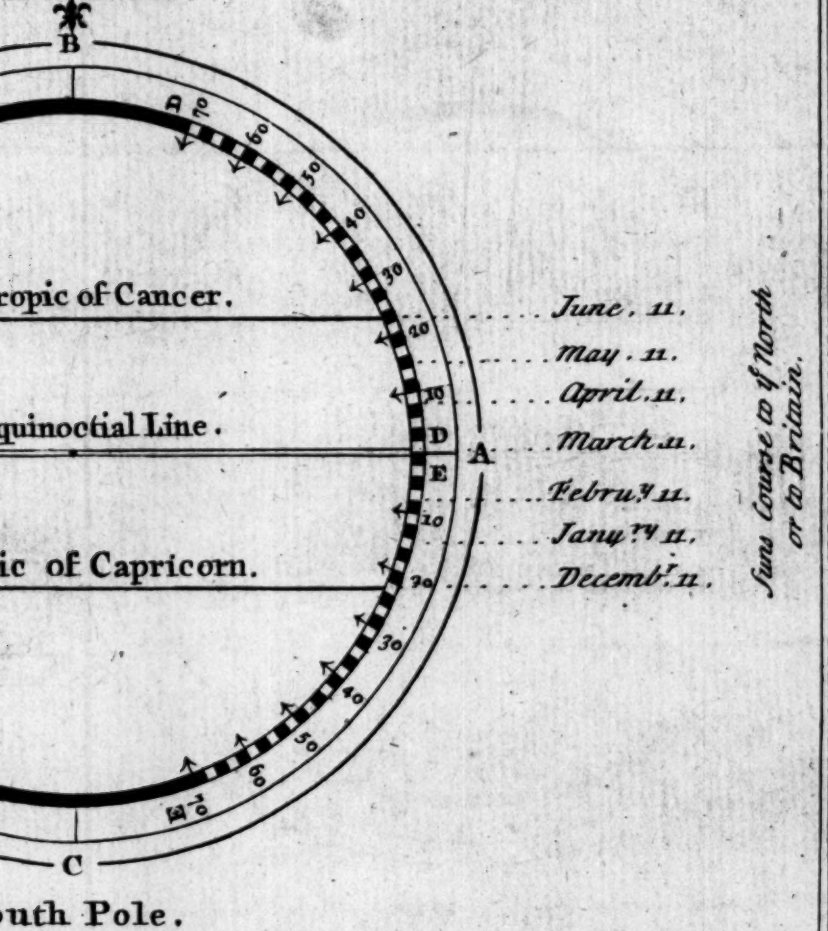 B
D
70
60
50
40
30
20
10
D
A
E
10
20
30
40
50
60
70
E
C
ropic of Cancer.
quinoctial Line.
ic of Capricorn.
outh Pole.
June. 11.
May. 11.
April. 11.
March 11.
Febru.y 11.
Janu ry 11.
Decembr. 11.
Suns Course to ye North
or to Britain.